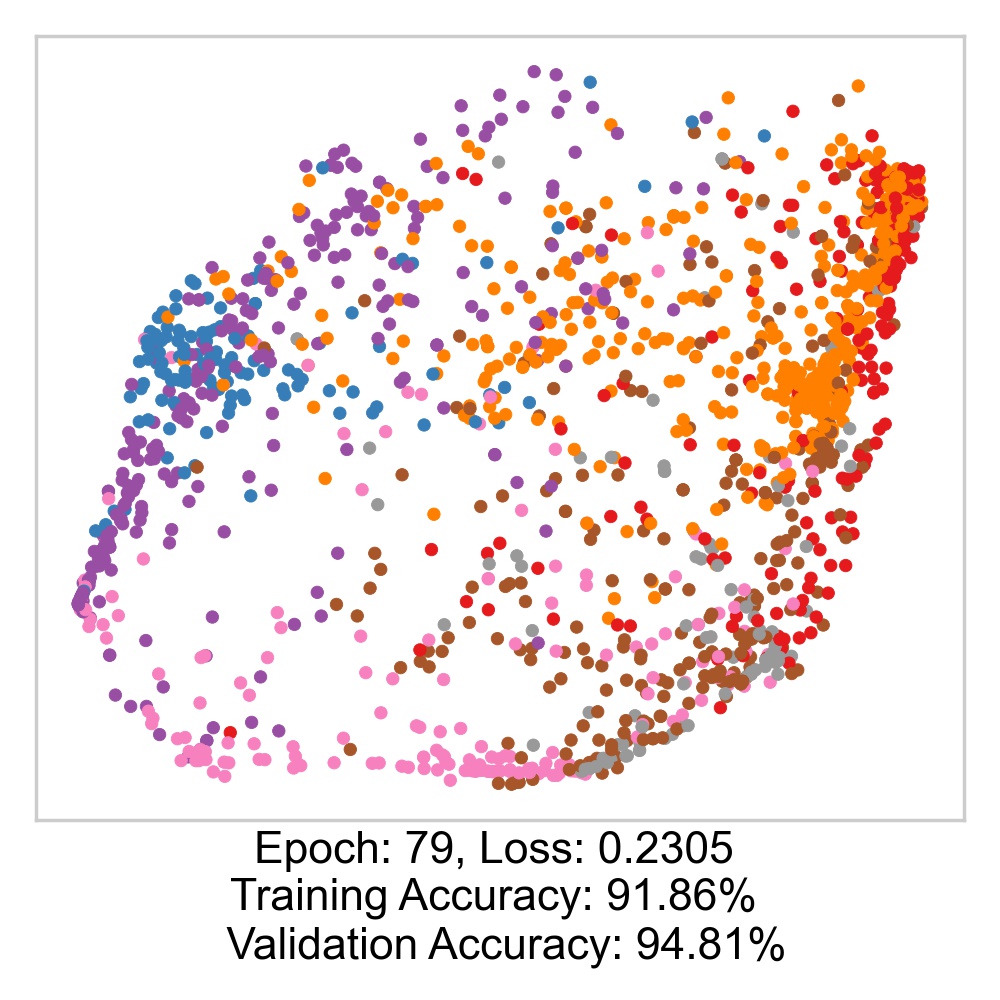 Epoch: 79, Loss: 0.2305
Training Accuracy: 91.86%
Validation Accuracy: 94.81%